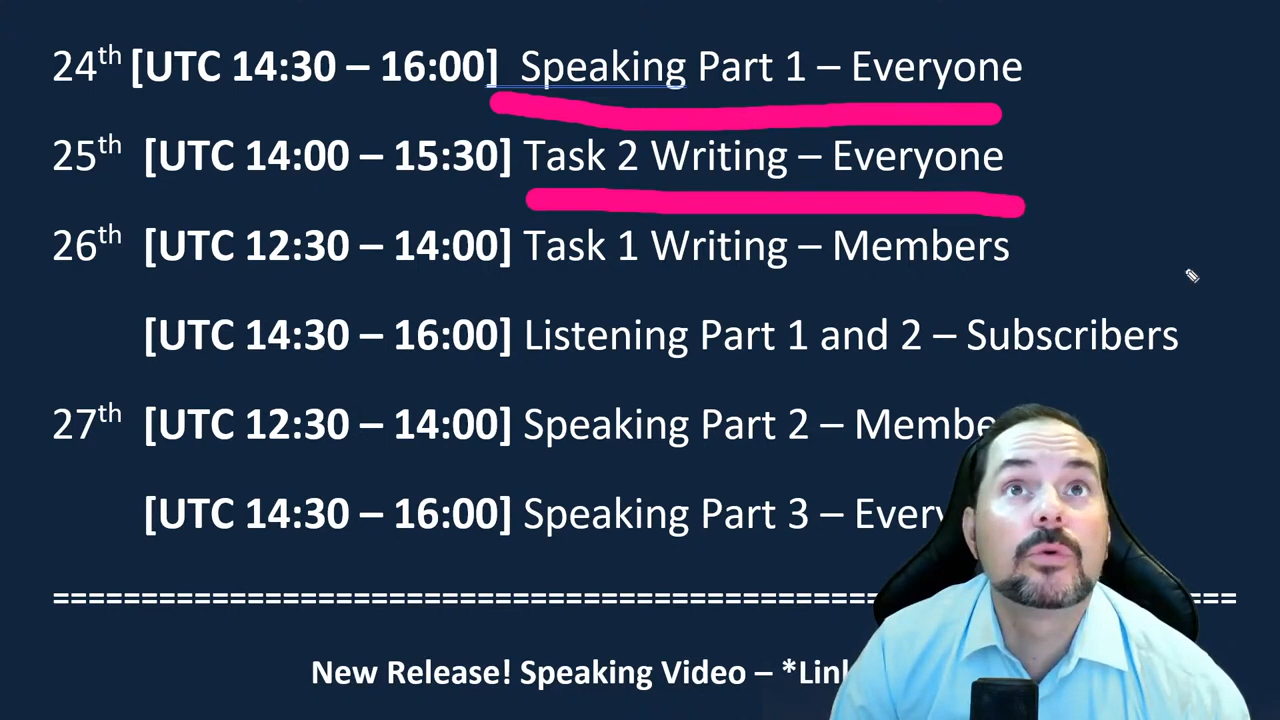 24th [UTC 14:30 – 16:00] Speaking Part 1 – Everyone
25th [UTC 14:00 – 15:30] Task 2 Writing – Everyone
26th [UTC 12:30 – 14:00] Task 1 Writing – Members
[UTC 14:30 – 16:00] Listening Part 1 and 2 – Subscribers
27th [UTC 12:30 – 14:00] Speaking Part 2 –
[UTC 14:30 – 16:00] Speaking Part 3 –
New Release! Speaking Video –